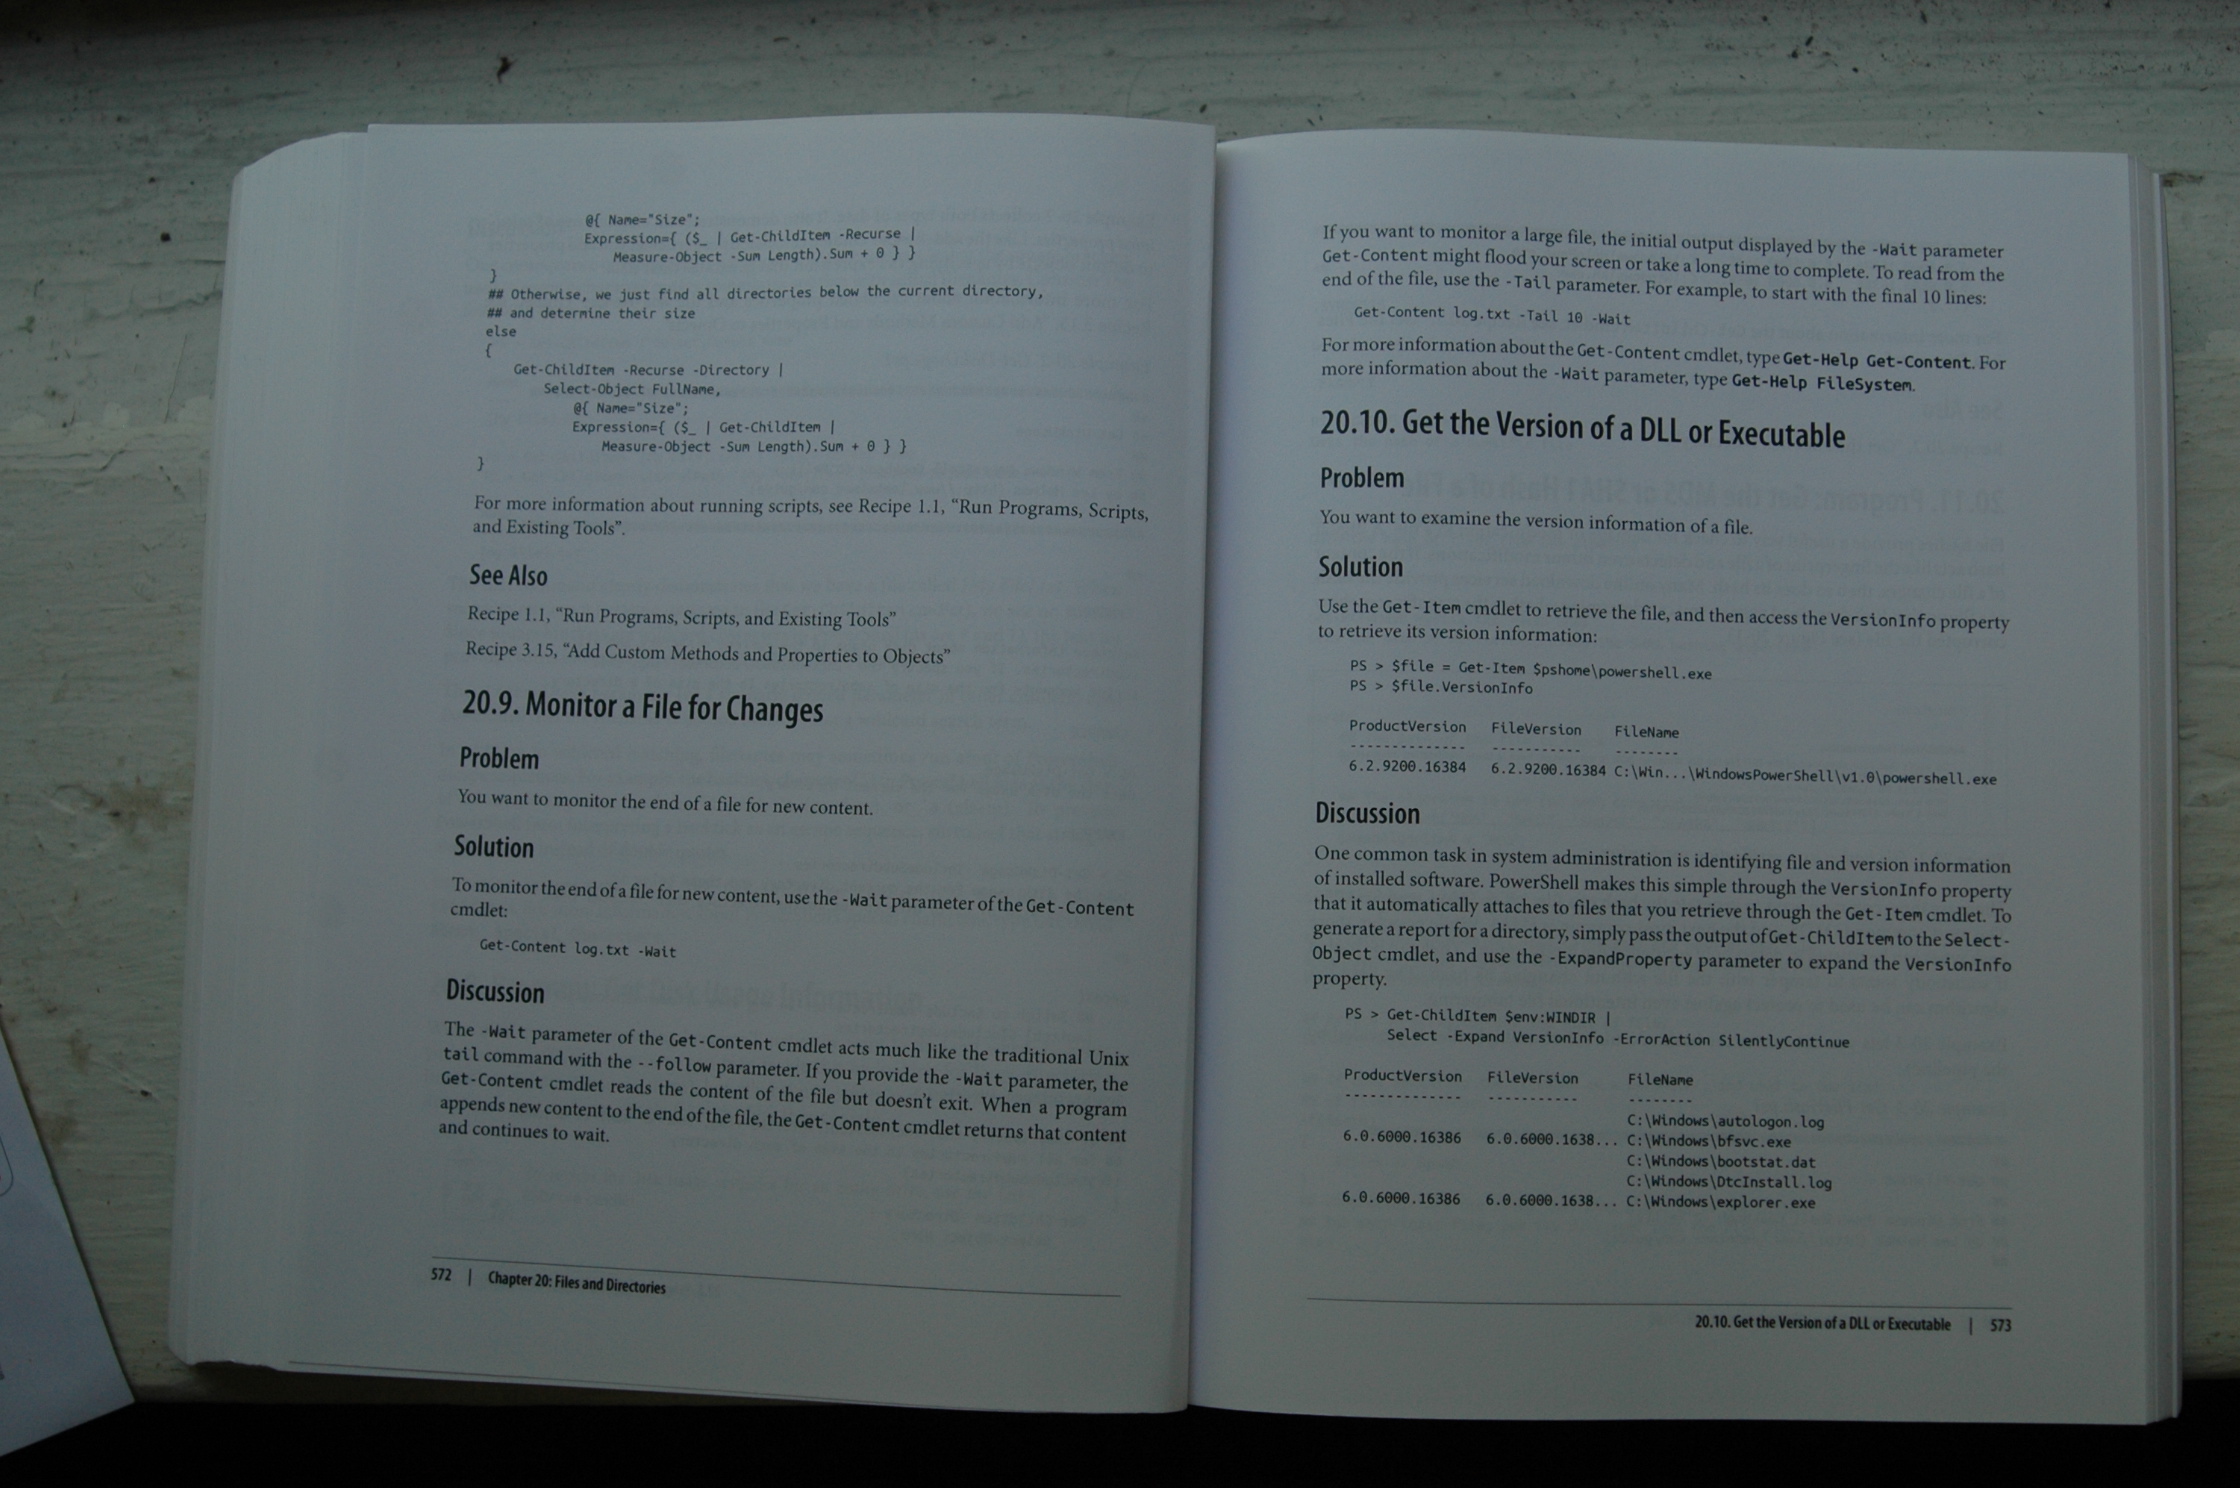 @{ Name="Size";
Expression={ ($_ | Get-ChildItem -Recurse |
Measure-Object -Sum Length).Sum + 0 } }
}
## Otherwise, we just find all directories below the current directory,
## and determine their size
else
{
Get-ChildItem -Recurse -Directory |
Select-Object FullName,
@{ Name="Size";
Expression={ ($_ | Get-ChildItem |
Measure-Object -Sum Length).Sum + 0 } }
}
For more information about running scripts, see Recipe 1.1, “Run Programs, Scripts,
and Existing Tools”.
See Also
Recipe 1.1, “Run Programs, Scripts, and Existing Tools”
Recipe 3.15, “Add Custom Methods and Properties to Objects”
20.9. Monitor a File for Changes
Problem
You want to monitor the end of a file for new content.
Solution
To monitor the end of a file for new content, use the -Wait parameter of the Get-Content
cmdlet:
Get-Content log.txt -Wait
Discussion
The -Wait parameter of the Get-Content cmdlet acts much like the traditional Unix
tail command with the --follow parameter. If you provide the -Wait parameter, the
Get-Content cmdlet reads the content of the file but doesn’t exit. When a program
appends new content to the end of the file, the Get-Content cmdlet returns that content
and continues to wait.
572 | Chapter 20: Files and Directories
If you want to monitor a large file, the initial output displayed by the -Wait parameter
Get-Content might flood your screen or take a long time to complete. To read from the
end of the file, use the -Tail parameter. For example, to start with the final 10 lines:
Get-Content log.txt -Tail 10 -Wait
For more information about the Get-Content cmdlet, type Get-Help Get-Content. For
more information about the -Wait parameter, type Get-Help FileSystem.
20.10. Get the Version of a DLL or Executable
Problem
You want to examine the version information of a file.
Solution
Use the Get-Item cmdlet to retrieve the file, and then access the VersionInfo property
to retrieve its version information:
PS > $file = Get-Item $pshome\powershell.exe
PS > $file.VersionInfo
ProductVersion FileVersion FileName
-------------- ----------- --------
6.2.9200.16384 6.2.9200.16384 C:\Win...\WindowsPowerShell\v1.0\powershell.exe
Discussion
One common task in system administration is identifying file and version information
of installed software. PowerShell makes this simple through the VersionInfo property
that it automatically attaches to files that you retrieve through the Get-Item cmdlet. To
generate a report for a directory, simply pass the output of Get-ChildItem to the Select-
Object cmdlet, and use the -ExpandProperty parameter to expand the VersionInfo
property.
PS > Get-ChildItem $env:WINDIR |
Select -Expand VersionInfo -ErrorAction SilentlyContinue
ProductVersion FileVersion FileName
-------------- ----------- --------
C:\Windows\autologon.log
6.0.6000.16386 6.0.6000.1638... C:\Windows\bfsvc.exe
C:\Windows\bootstat.dat
C:\Windows\DtcInstall.log
6.0.6000.16386 6.0.6000.1638... C:\Windows\explorer.exe
20.10. Get the Version of a DLL or Executable | 573